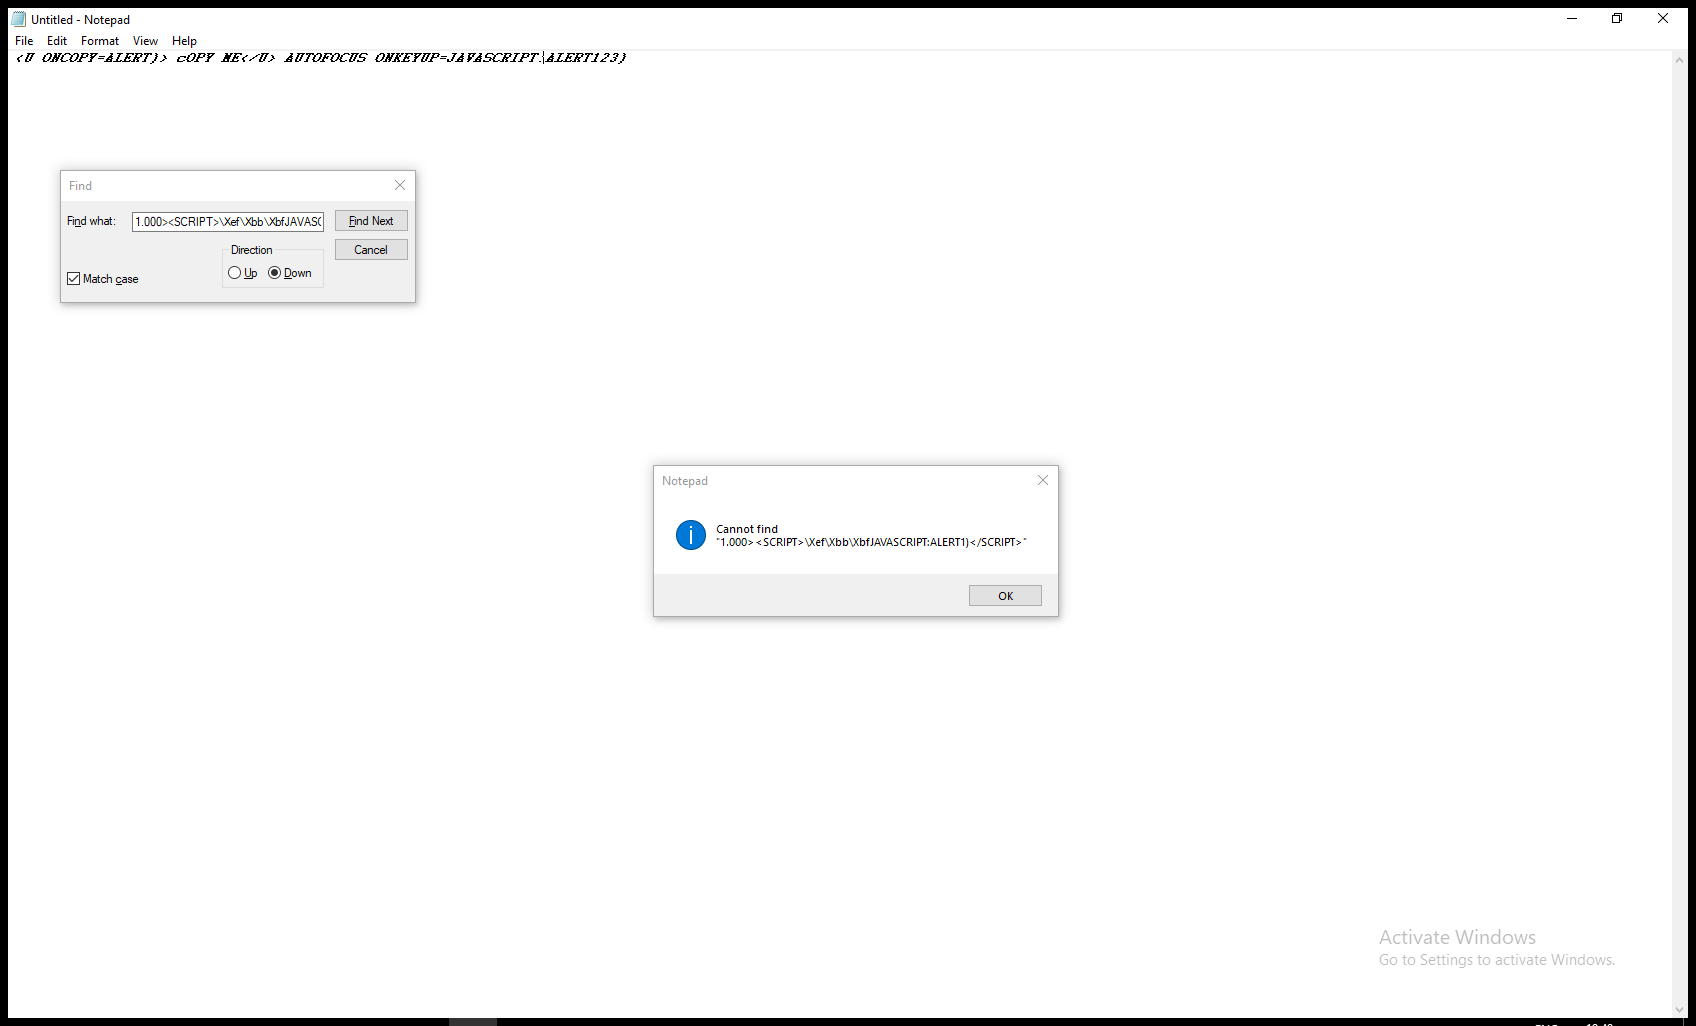 Untitled - Notepad
File Edit Format View Help
<U ONCOPY=ALERT)> cOPY ME</U> AUTOFOCUS ONKEYUP=JAVASCRIPT:ALERT123)
Find
Find what: 1.000><SCRIPT>\Xef\Xbb\XbfJAVASC Find Next
Direction Cancel
Up Down
Match case
Notepad
Cannot find
"1.000><SCRIPT>\Xef\Xbb\XbfJAVASCRIPT:ALERT1)</SCRIPT>"
OK
Activate Windows
Go to Settings to activate Windows.